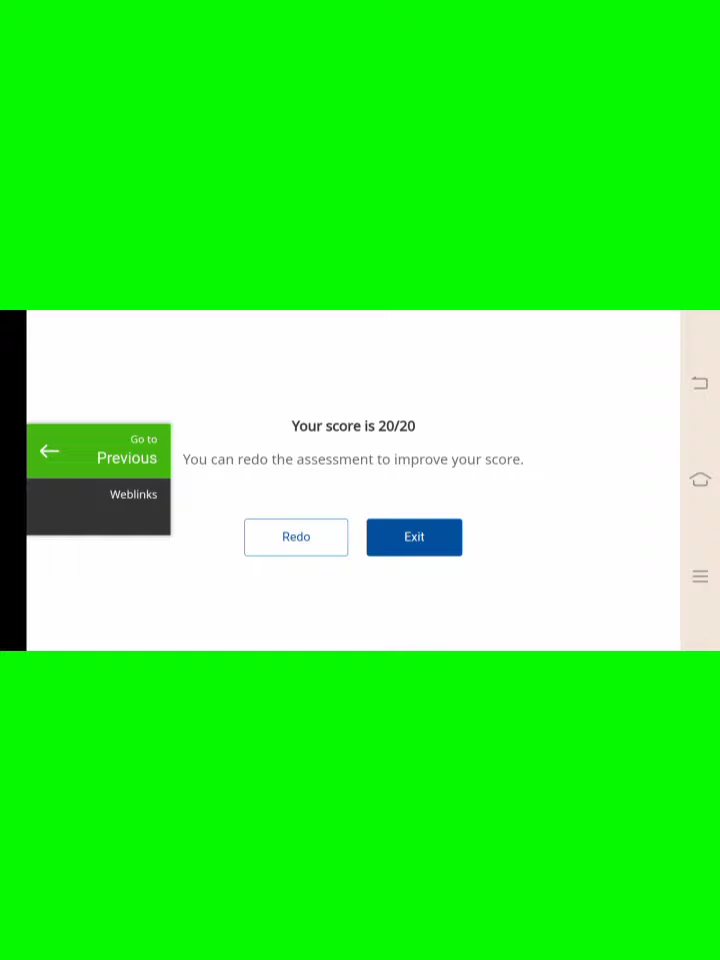 Your score is 20/20
You can redo the assessment to improve your score.
Go to
Previous
Weblinks
Redo
Exit